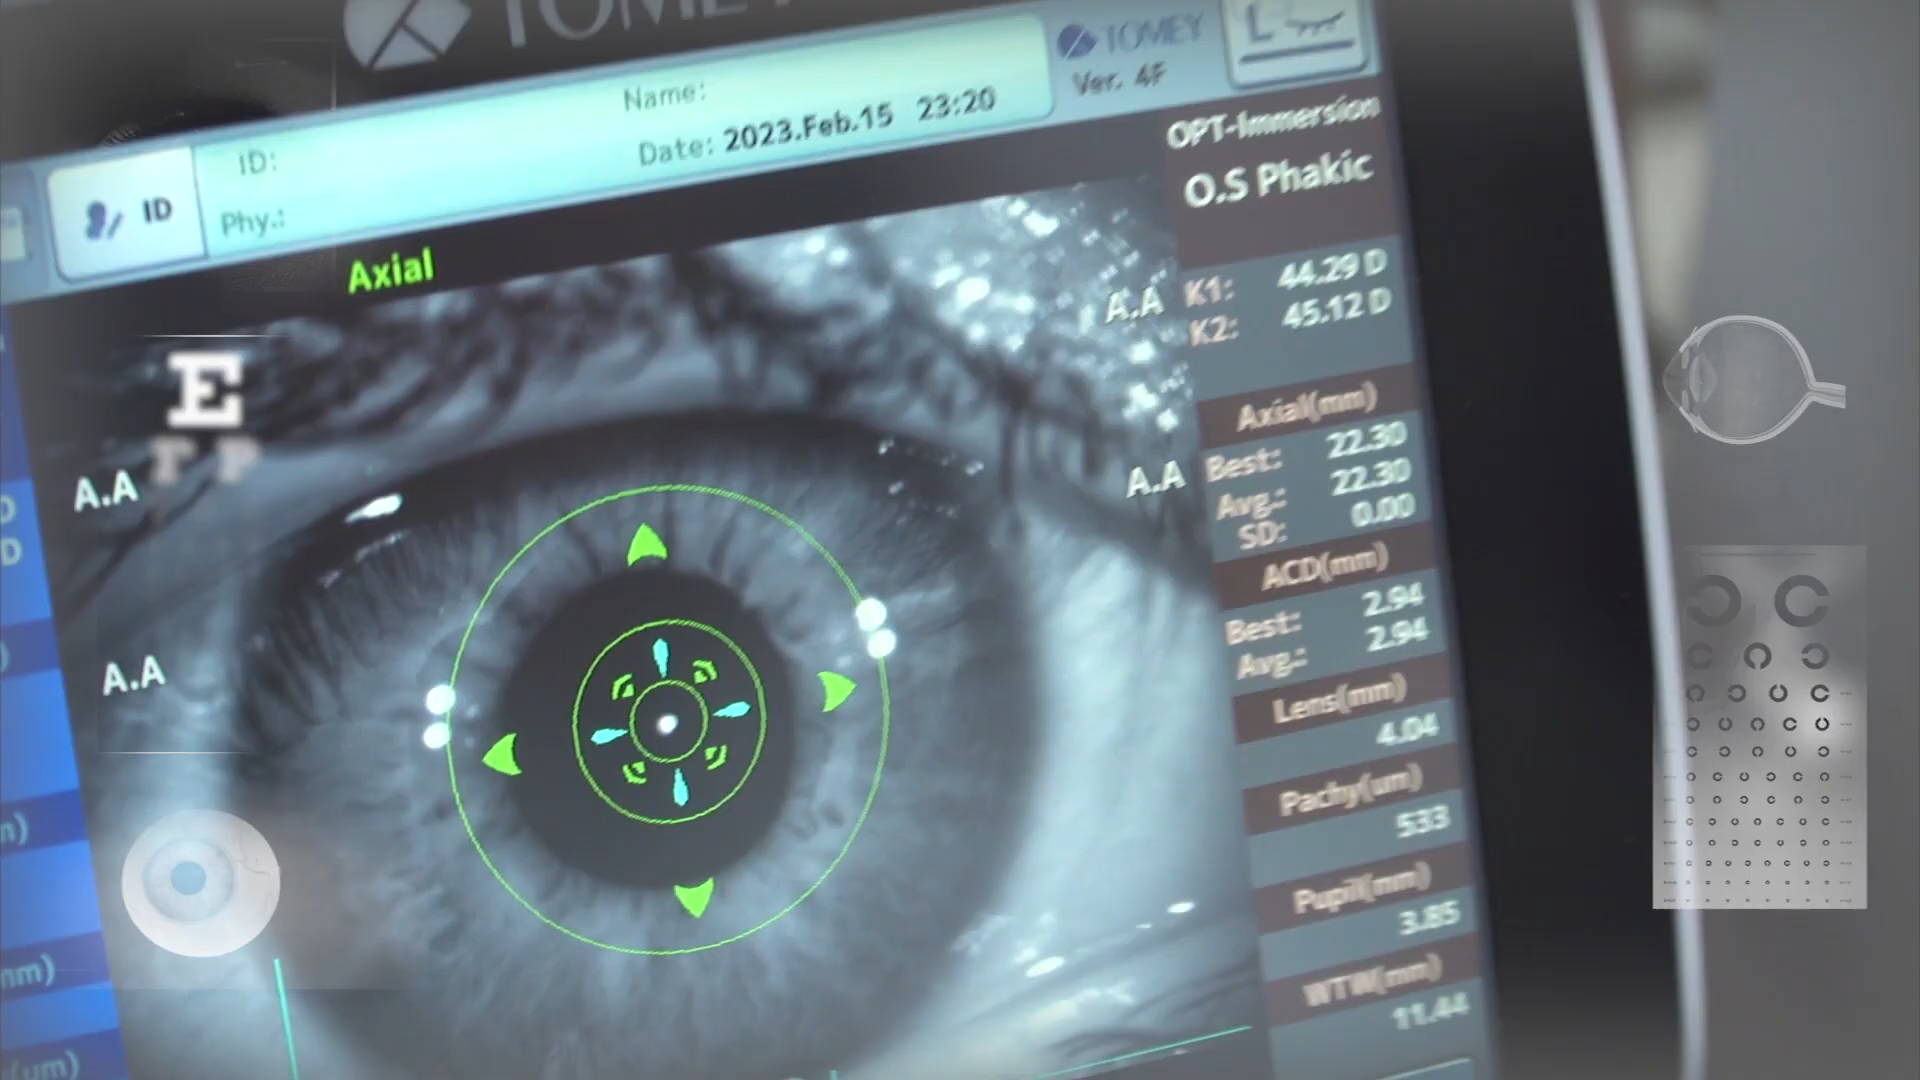 TOMEY
TOMEY
Ver. 4F
L
Name:
ID:
Date: 2023.Feb.15 23:20
ID
Phy.:
OPT-Immersion
O.S Phakic
Axial
A.A
K1: 44.29 D
K2: 45.12 D
E
A.A
A.A
A.A
Axial(mm)
Best: 22.30
Avg.: 22.30
SD: 0.00
ACD(mm)
Best: 2.94
Avg.: 2.94
Lens(mm)
4.04
Pachy(um)
533
Pupil(mm)
3.85
WTW(mm)
11.44
D
D
)
mm)
(um)